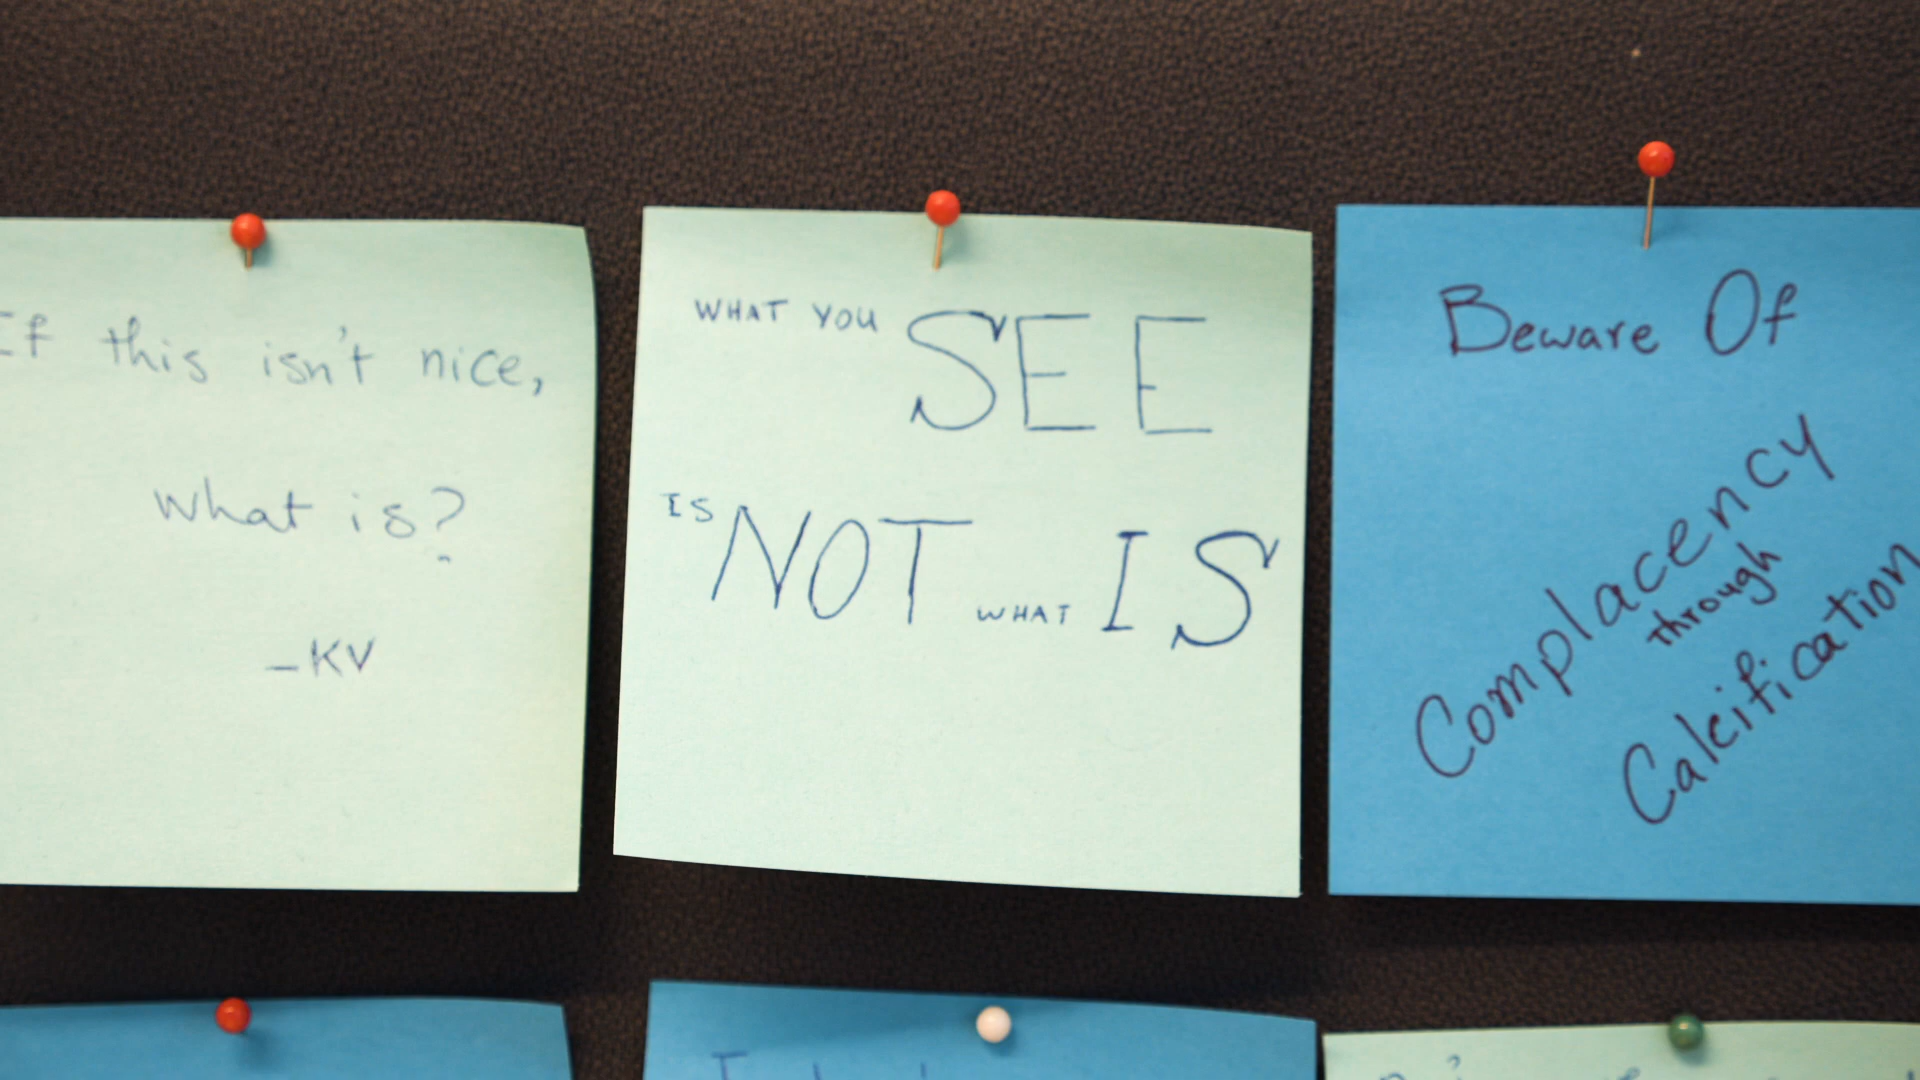 If this isn't nice,
what is?
-KV
WHAT YOU SEE
IS NOT WHAT IS
Beware Of
Complacency
through
Calcification